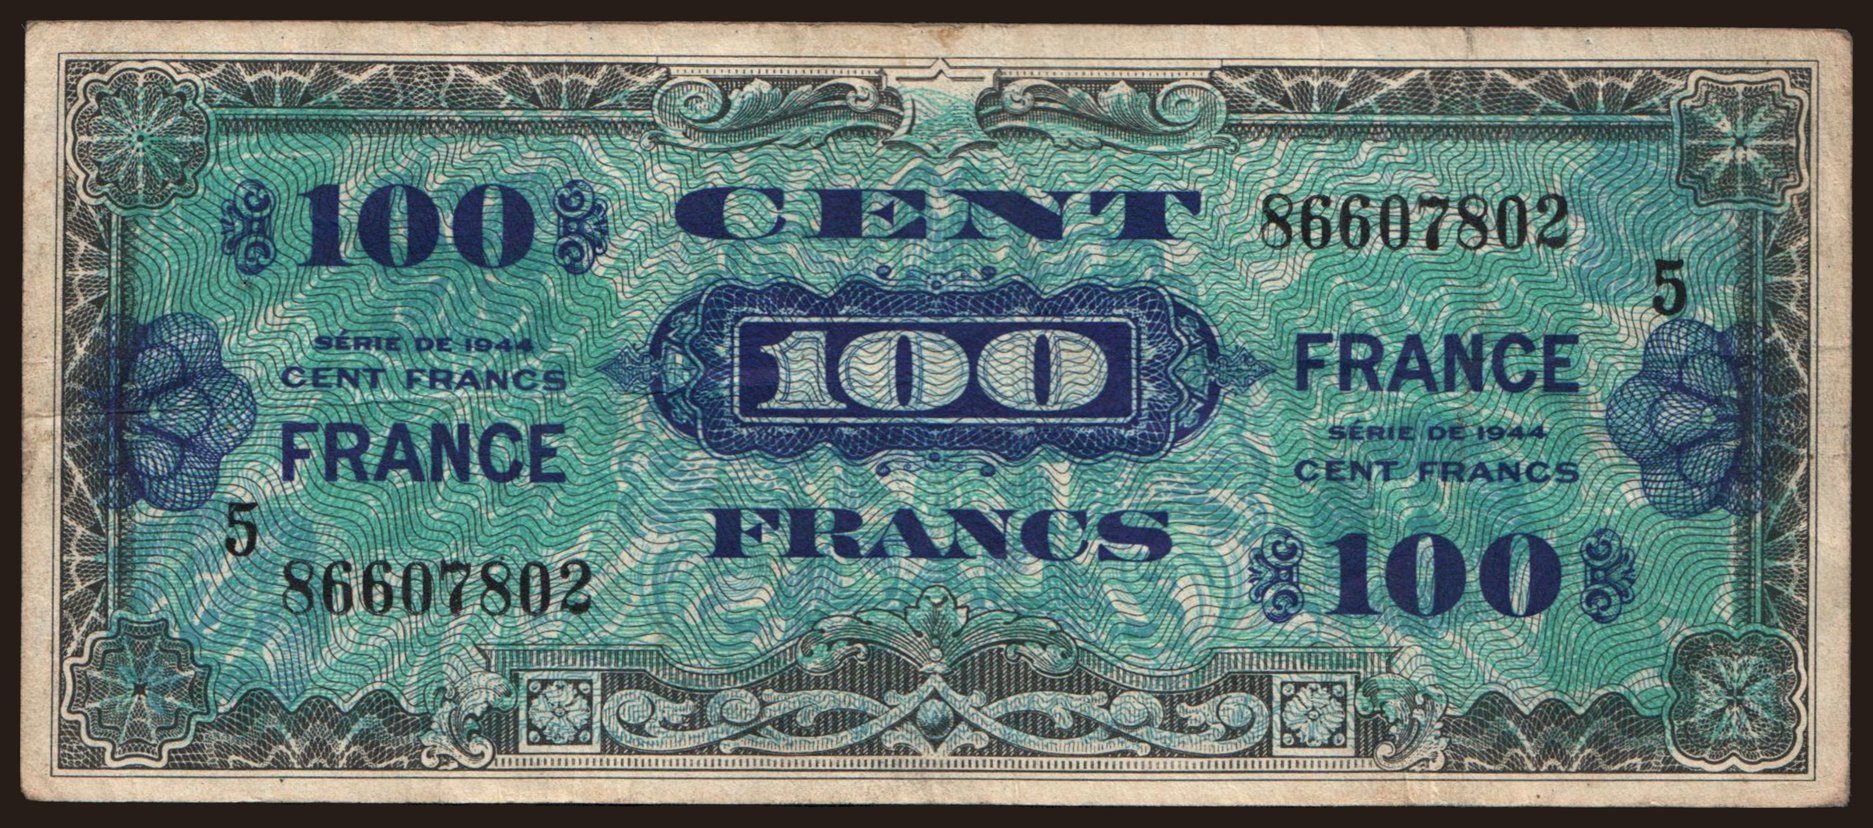 100 CENT 86607802
5
SÉRIE DE 1944
CENT FRANCS
FRANCE
100
FRANCE
SÉRIE DE 1944
CENT FRANCS
5
86607802
FRANCS
100